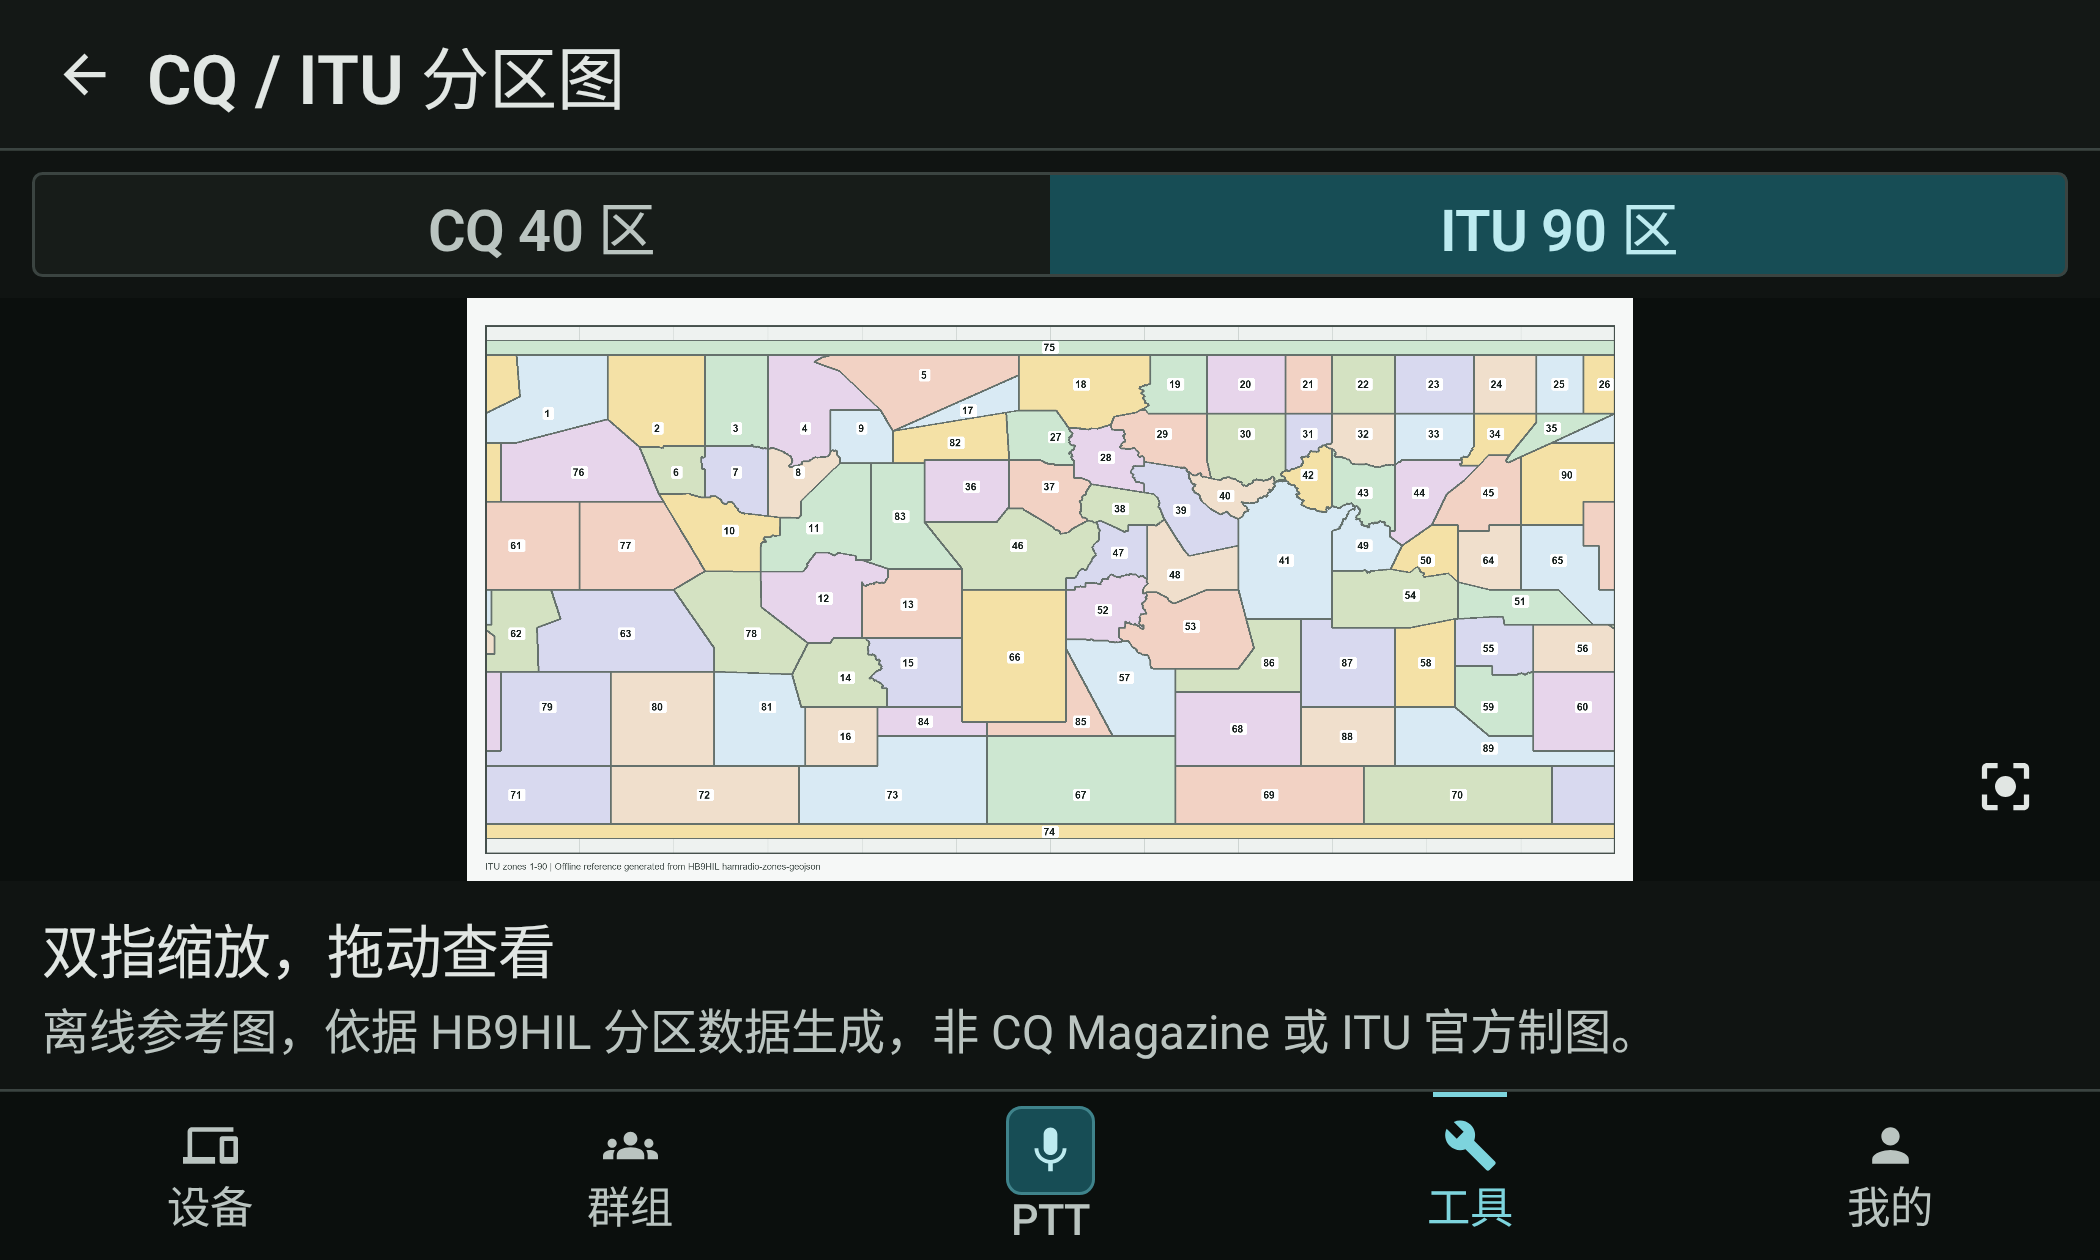 CQ / ITU 分区图
CQ 40 区
ITU 90 区
75
5
18 19 20 21 22 23 24 25 26
1 17
2 3 4 9 82 27 29 30 31 32 33 34 35
76 6 7 8 36 37 28 40 42 43 44 45 90
10 11 83 46 38 39 49
61 77 47 48 41 50 64 65
12 13 52 53 54 51
62 63 78 66 86 87 58 55 56
14 15 57 59 60
79 80 81 84 85 68 88
16 89
71 72 73 67 69 70
74
ITU zones 1-90 | Offline reference generated from HB9HIL hamradio-zones-geojson
双指缩放，拖动查看
离线参考图，依据 HB9HIL 分区数据生成，非 CQ Magazine 或 ITU 官方制图。
设备
群组
PTT
工具
我的